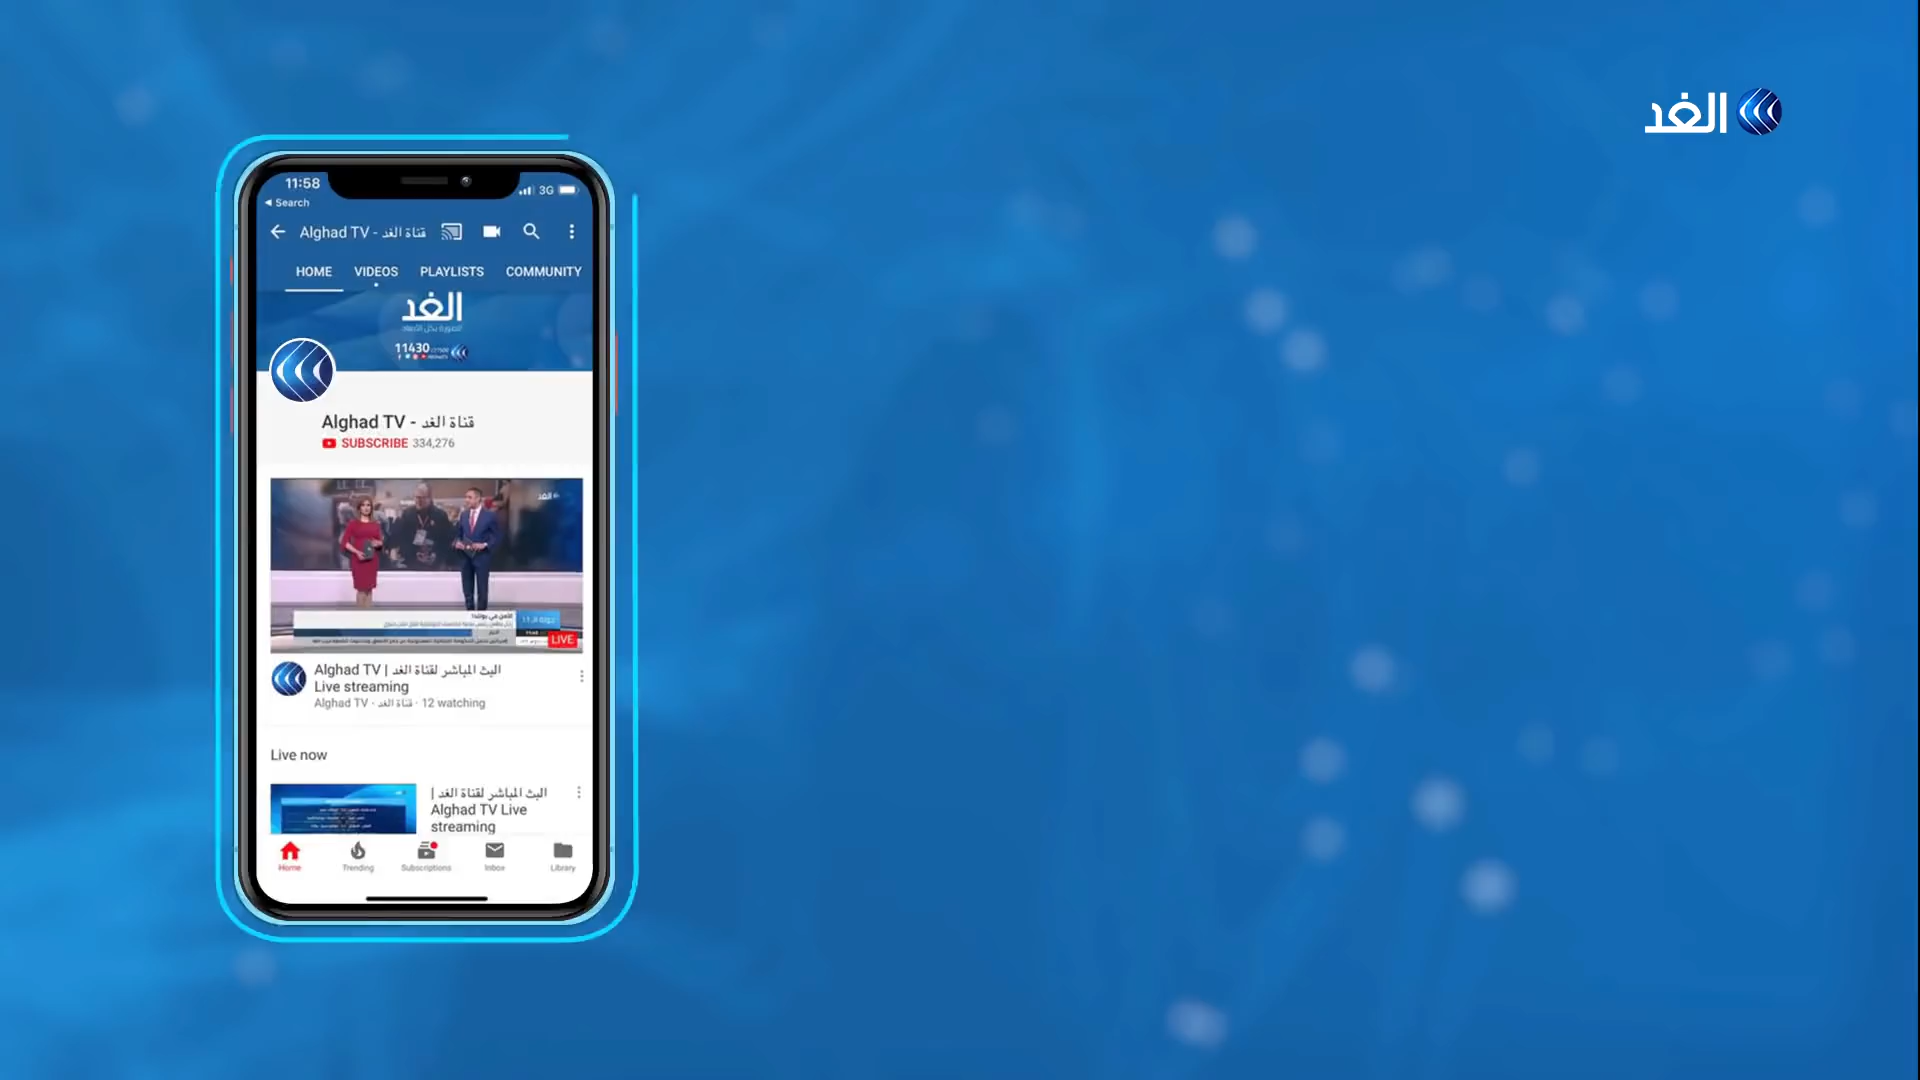 الغد
11:58
3G
Search
Alghad TV - قناة الغد
HOME VIDEOS PLAYLISTS COMMUNITY
الغد
11430
Alghad TV - قناة الغد
SUBSCRIBE 334,276
الغد
LIVE
Alghad TV | البث المباشر لقناة الغد
Live streaming
Alghad TV - قناة الغد · 12 watching
Live now
البث المباشر لقناة الغد |
Alghad TV Live
streaming
Home Trending Subscriptions Inbox Library